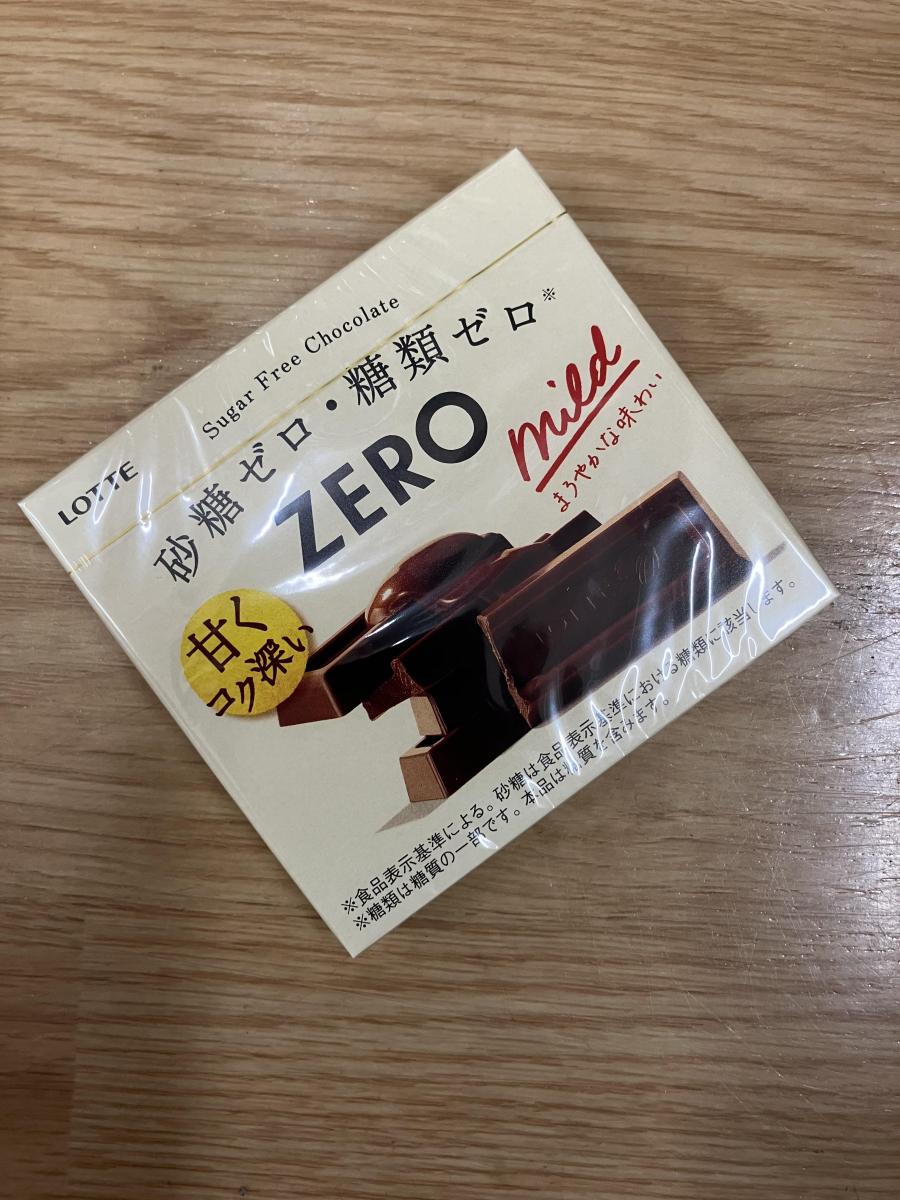 LOTTE
Sugar Free Chocolate
砂糖ゼロ・糖類ゼロ※
ZERO
mild
まろやかな味わい
甘く
コク深い
※食品表示基準による。砂糖は食品表示基準における糖類に該当します。
※糖類は糖質の一部です。本品は糖質を含みます。